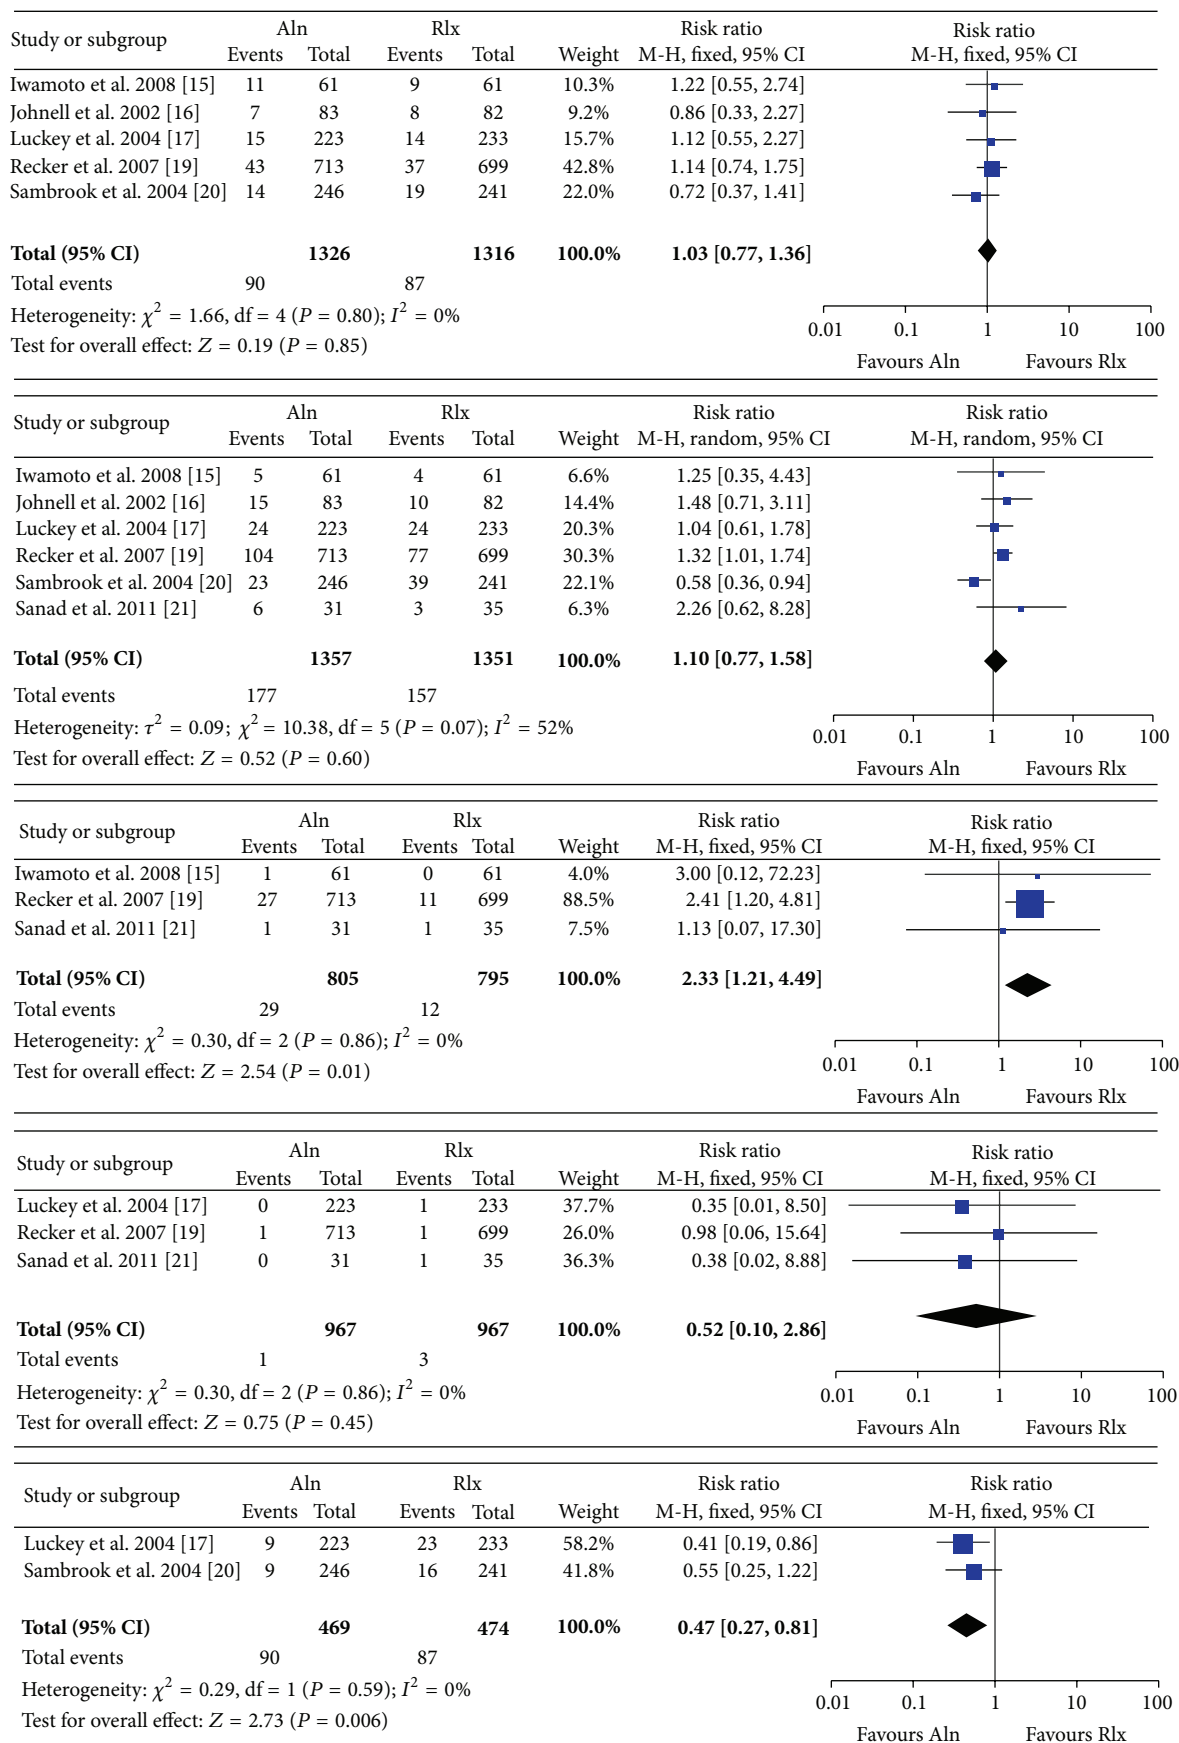 Study or subgroup Aln Rlx Risk ratio Risk ratio
Events Total Events Total Weight M-H, fixed, 95% CI M-H, fixed, 95% CI
Iwamoto et al. 2008 [15] 11 61 9 61 10.3% 1.22 [0.55, 2.74]
Johnell et al. 2002 [16] 7 83 8 82 9.2% 0.86 [0.33, 2.27]
Luckey et al. 2004 [17] 15 223 14 233 15.7% 1.12 [0.55, 2.27]
Recker et al. 2007 [19] 43 713 37 699 42.8% 1.14 [0.74, 1.75]
Sambrook et al. 2004 [20] 14 246 19 241 22.0% 0.72 [0.37, 1.41]
Total (95% CI) 1326 1316 100.0% 1.03 [0.77, 1.36]
Total events 90 87
Heterogeneity: χ² = 1.66, df = 4 (P = 0.80); I² = 0%
Test for overall effect: Z = 0.19 (P = 0.85)
0.01 0.1 1 10 100
Favours Aln Favours Rlx
Study or subgroup Aln Rlx Risk ratio Risk ratio
Events Total Events Total Weight M-H, random, 95% CI M-H, random, 95% CI
Iwamoto et al. 2008 [15] 5 61 4 61 6.6% 1.25 [0.35, 4.43]
Johnell et al. 2002 [16] 15 83 10 82 14.4% 1.48 [0.71, 3.11]
Luckey et al. 2004 [17] 24 223 24 233 20.3% 1.04 [0.61, 1.78]
Recker et al. 2007 [19] 104 713 77 699 30.3% 1.32 [1.01, 1.74]
Sambrook et al. 2004 [20] 23 246 39 241 22.1% 0.58 [0.36, 0.94]
Sanad et al. 2011 [21] 6 31 3 35 6.3% 2.26 [0.62, 8.28]
Total (95% CI) 1357 1351 100.0% 1.10 [0.77, 1.58]
Total events 177 157
Heterogeneity: τ² = 0.09; χ² = 10.38, df = 5 (P = 0.07); I² = 52%
Test for overall effect: Z = 0.52 (P = 0.60)
0.01 0.1 1 10 100
Favours Aln Favours Rlx
Study or subgroup Aln Rlx Risk ratio Risk ratio
Events Total Events Total Weight M-H, fixed, 95% CI M-H, fixed, 95% CI
Iwamoto et al. 2008 [15] 1 61 0 61 4.0% 3.00 [0.12, 72.23]
Recker et al. 2007 [19] 27 713 11 699 88.5% 2.41 [1.20, 4.81]
Sanad et al. 2011 [21] 1 31 1 35 7.5% 1.13 [0.07, 17.30]
Total (95% CI) 805 795 100.0% 2.33 [1.21, 4.49]
Total events 29 12
Heterogeneity: χ² = 0.30, df = 2 (P = 0.86); I² = 0%
Test for overall effect: Z = 2.54 (P = 0.01)
0.01 0.1 1 10 100
Favours Aln Favours Rlx
Study or subgroup Aln Rlx Risk ratio Risk ratio
Events Total Events Total Weight M-H, fixed, 95% CI M-H, fixed, 95% CI
Luckey et al. 2004 [17] 0 223 1 233 37.7% 0.35 [0.01, 8.50]
Recker et al. 2007 [19] 1 713 1 699 26.0% 0.98 [0.06, 15.64]
Sanad et al. 2011 [21] 0 31 1 35 36.3% 0.38 [0.02, 8.88]
Total (95% CI) 967 967 100.0% 0.52 [0.10, 2.86]
Total events 1 3
Heterogeneity: χ² = 0.30, df = 2 (P = 0.86); I² = 0%
Test for overall effect: Z = 0.75 (P = 0.45)
0.01 0.1 1 10 100
Favours Aln Favours Rlx
Study or subgroup Aln Rlx Risk ratio Risk ratio
Events Total Events Total Weight M-H, fixed, 95% CI M-H, fixed, 95% CI
Luckey et al. 2004 [17] 9 223 23 233 58.2% 0.41 [0.19, 0.86]
Sambrook et al. 2004 [20] 9 246 16 241 41.8% 0.55 [0.25, 1.22]
Total (95% CI) 469 474 100.0% 0.47 [0.27, 0.81]
Total events 90 87
Heterogeneity: χ² = 0.29, df = 1 (P = 0.59); I² = 0%
Test for overall effect: Z = 2.73 (P = 0.006)
0.01 0.1 1 10 100
Favours Aln Favours Rlx